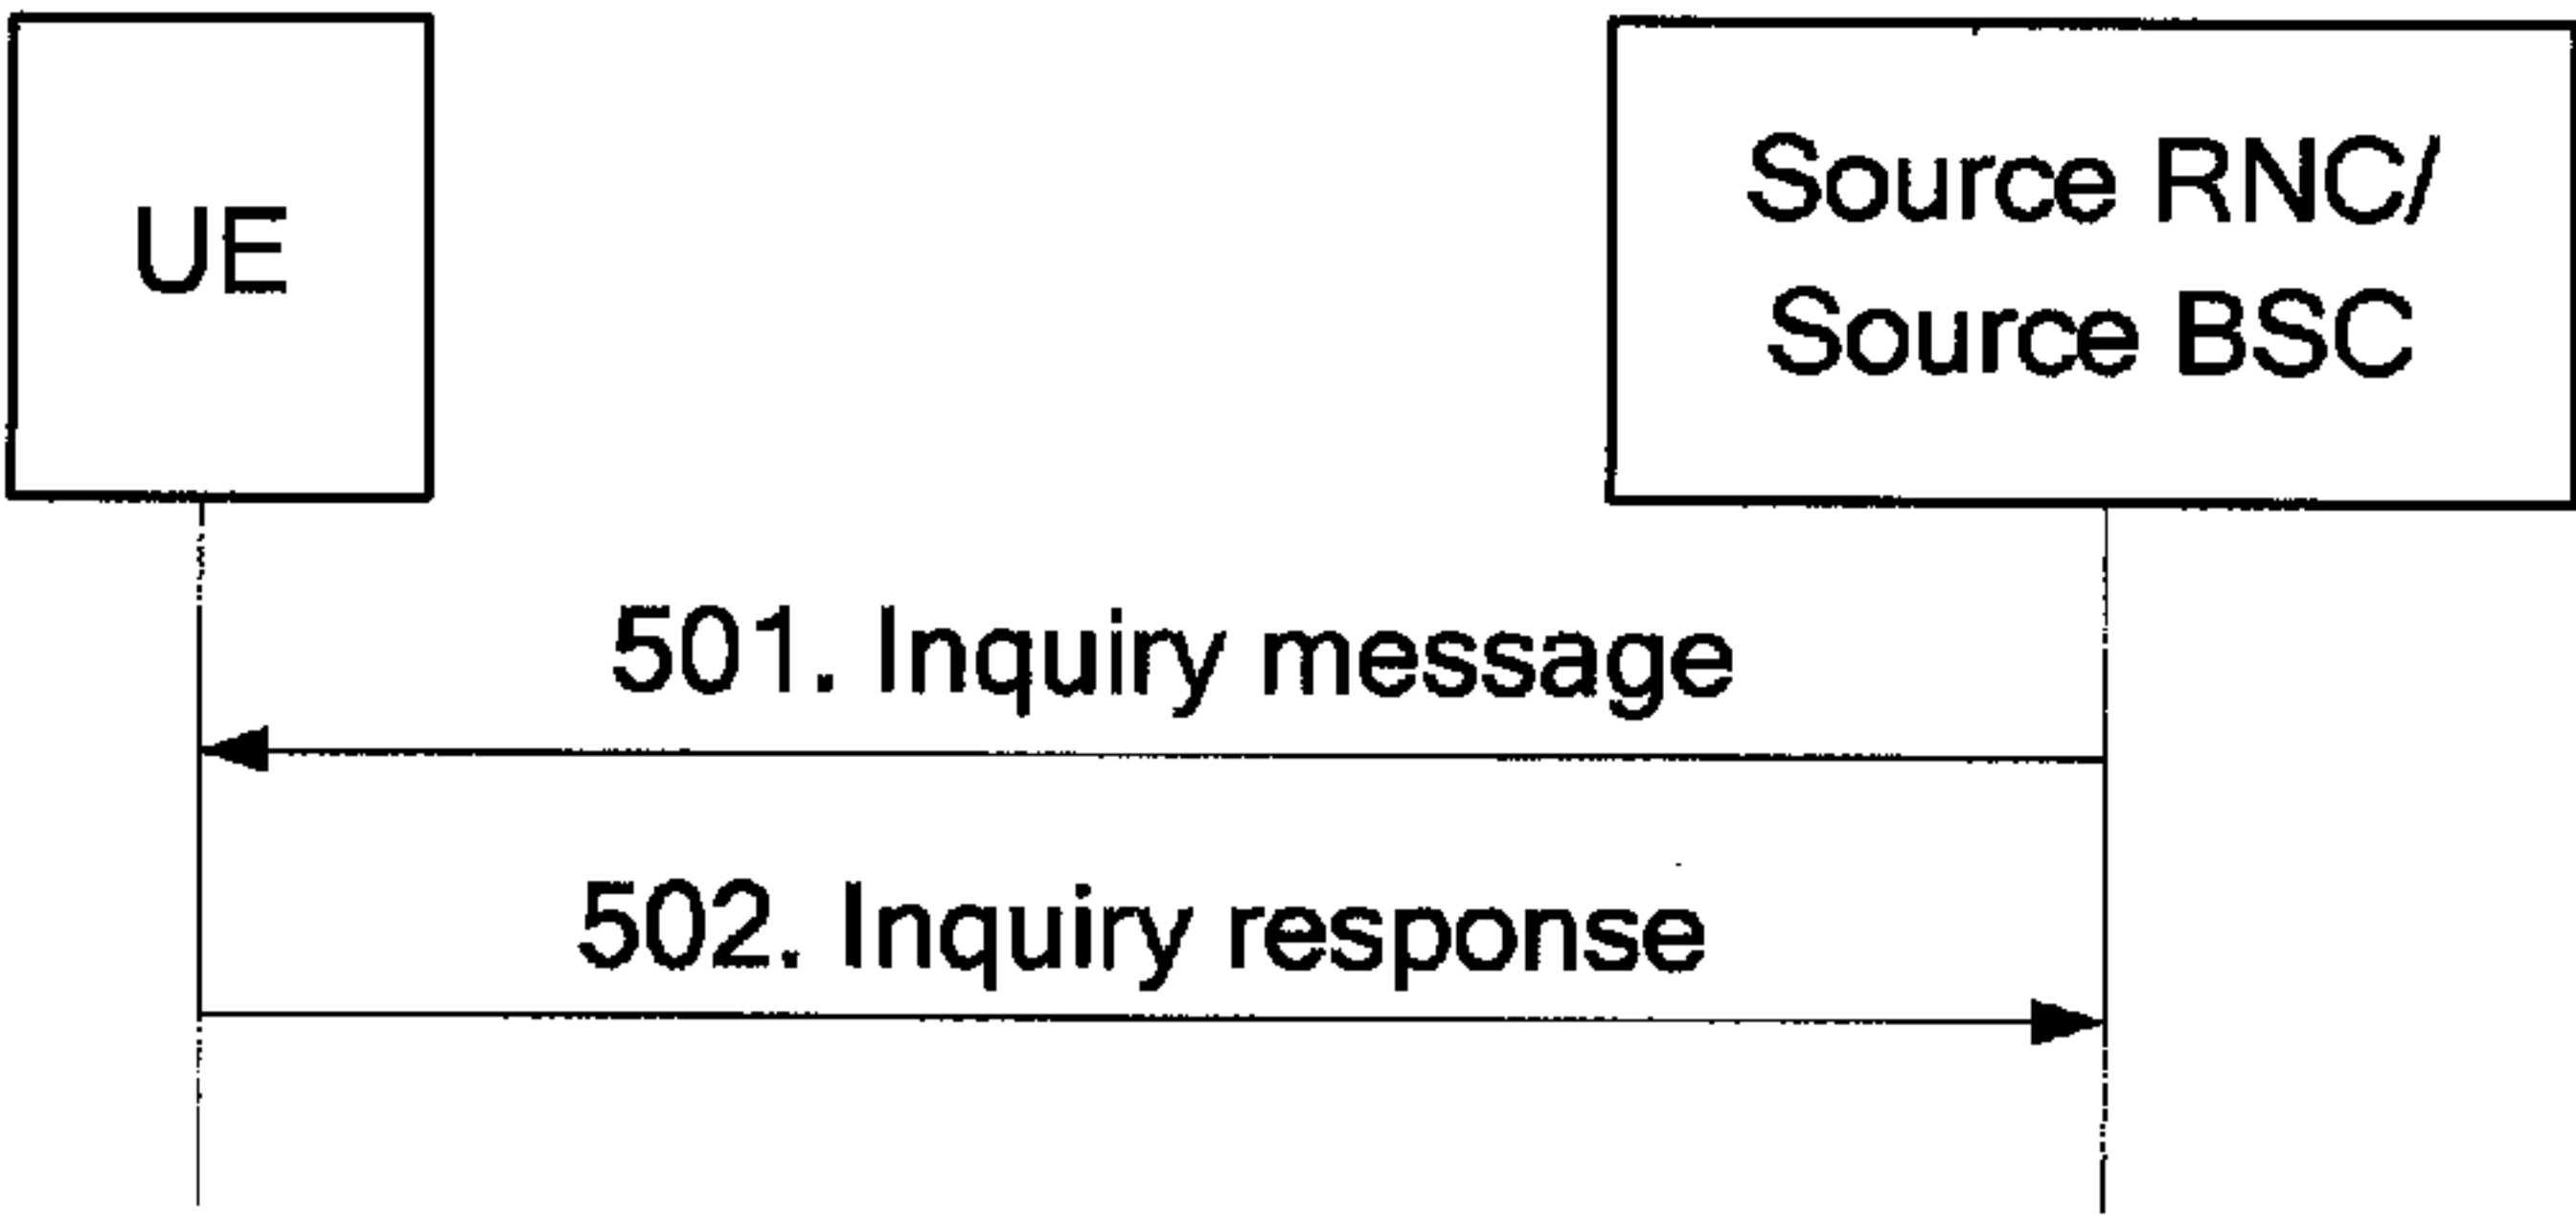 UE
Source RNC/
Source BSC
501. Inquiry message
502. Inquiry response